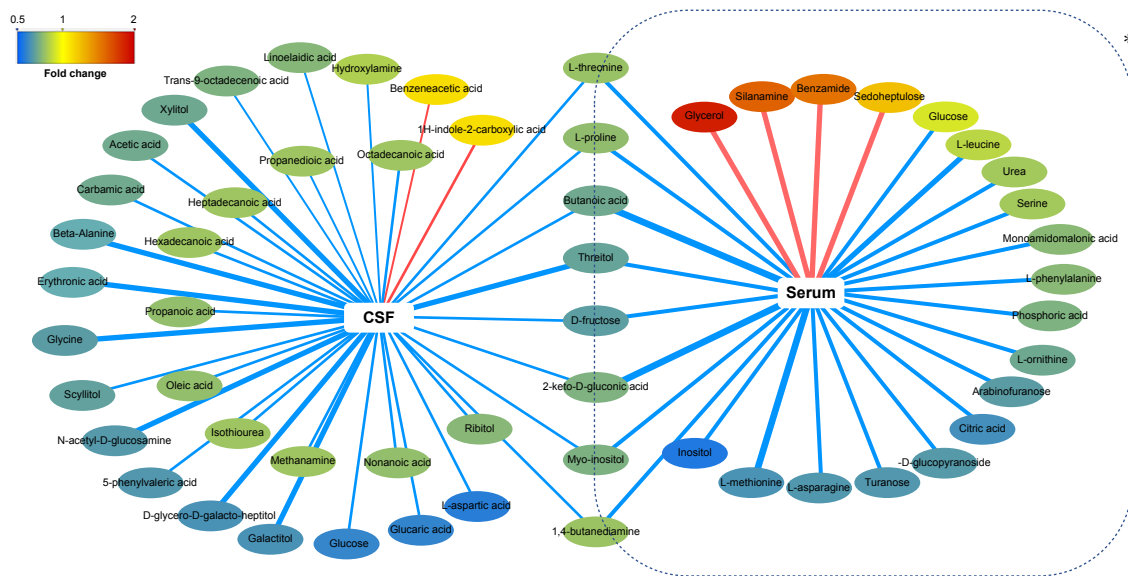 0.5 1 2
Fold change
*
Linoelaidic acid
Hydroxylamine
L-threonine
Trans-9-octadecenoic acid
Benzeneacetic acid
Silanamine
Benzamide
Sedoheptulose
Xylitol
Glycerol
Glucose
1H-indole-2-carboxylic acid
L-proline
L-leucine
Acetic acid
Propanedioic acid
Octadecanoic acid
Urea
Carbamic acid
Heptadecanoic acid
Butanoic acid
Serine
Beta-Alanine
Hexadecanoic acid
Monoamidomalonic acid
Threitol
Erythronic acid
L-phenylalanine
Serum
Propanoic acid
CSF
D-fructose
Phosphoric acid
Glycine
L-ornithine
Scyllitol
Oleic acid
2-keto-D-gluconic acid
Arabinofuranose
N-acetyl-D-glucosamine
Isothiourea
Ribitol
Citric acid
5-phenylvaleric acid
Methanamine
Nonanoic acid
Myo-inositol
Inositol
-D-glucopyranoside
L-methionine
L-asparagine
Turanose
D-glycero-D-galacto-heptitol
L-aspartic acid
Galactitol
Glucose
Glucaric acid
1,4-butanediamine